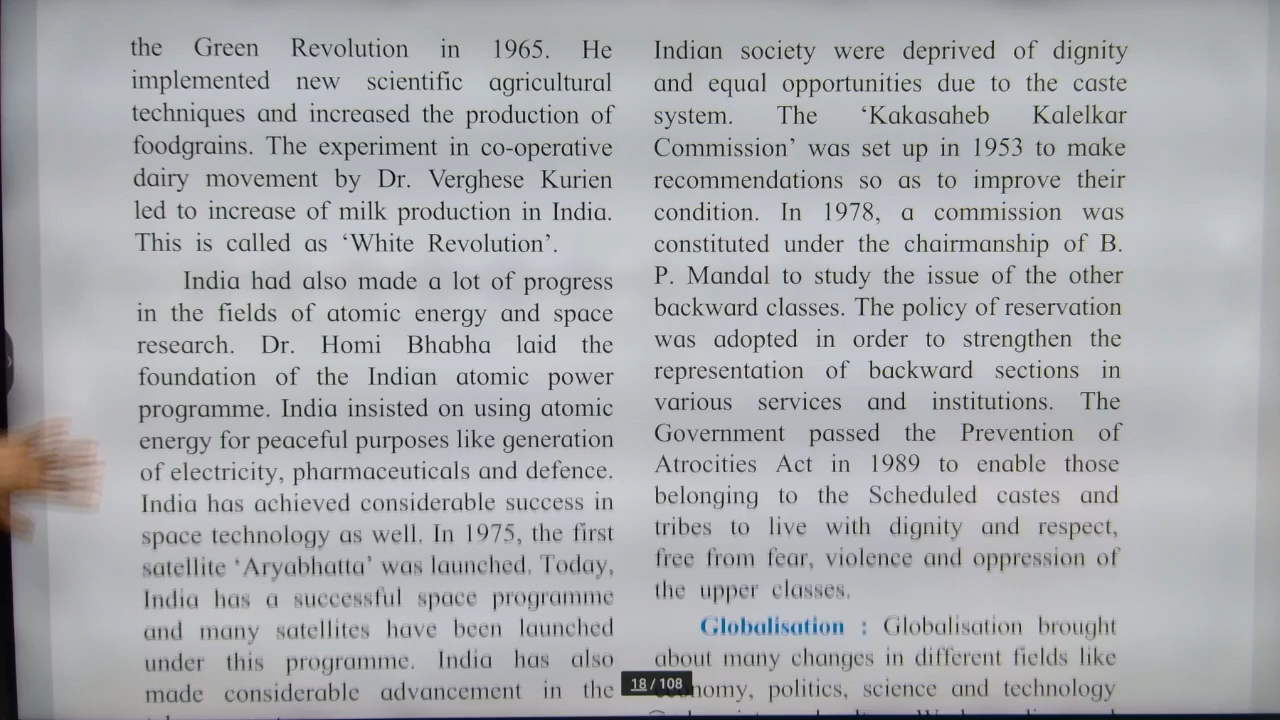 the Green Revolution in 1965. He
implemented new scientific agricultural
techniques and increased the production of
foodgrains. The experiment in co-operative
dairy movement by Dr. Verghese Kurien
led to increase of milk production in India.
This is called as ‘White Revolution’.
India had also made a lot of progress
in the fields of atomic energy and space
research. Dr. Homi Bhabha laid the
foundation of the Indian atomic power
programme. India insisted on using atomic
energy for peaceful purposes like generation
of electricity, pharmaceuticals and defence.
India has achieved considerable success in
space technology as well. In 1975, the first
satellite ‘Aryabhatta’ was launched. Today,
India has a successful space programme
and many satellites have been launched
under this programme. India has also
made considerable advancement in the
Indian society were deprived of dignity
and equal opportunities due to the caste
system. The ‘Kakasaheb Kalelkar
Commission’ was set up in 1953 to make
recommendations so as to improve their
condition. In 1978, a commission was
constituted under the chairmanship of B.
P. Mandal to study the issue of the other
backward classes. The policy of reservation
was adopted in order to strengthen the
representation of backward sections in
various services and institutions. The
Government passed the Prevention of
Atrocities Act in 1989 to enable those
belonging to the Scheduled castes and
tribes to live with dignity and respect,
free from fear, violence and oppression of
the upper classes.
Globalisation : Globalisation brought
about many changes in different fields like
politics, science and technology
18 / 108